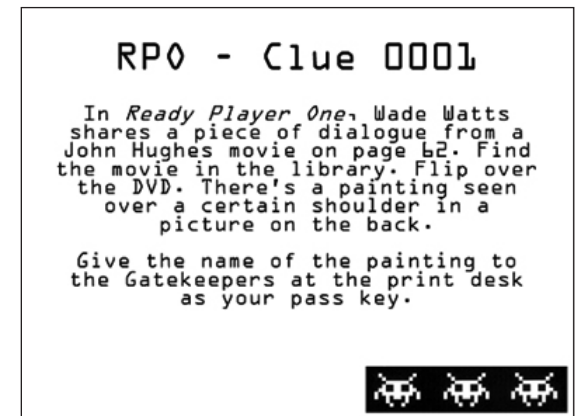 RPO - Clue 0001
In Ready Player One, Wade Watts
shares a piece of dialogue from a
John Hughes movie on page 62. Find
the movie in the library. Flip over
the DVD. There's a painting seen
over a certain shoulder in a
picture on the back.
Give the name of the painting to
the Gatekeepers at the print desk
as your pass key.